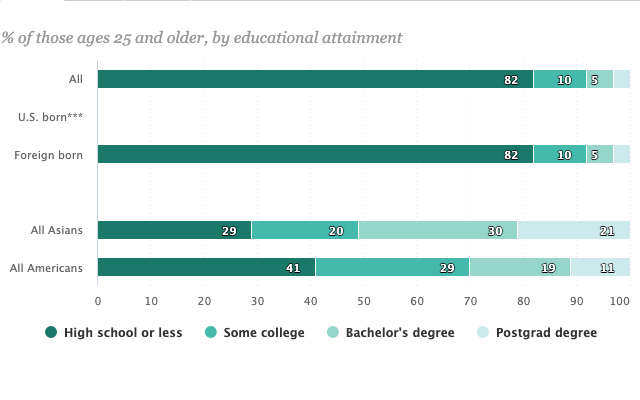 % of those ages 25 and older, by educational attainment
All 82 10 5
U.S. born***
Foreign born 82 10 5
All Asians 29 20 30 21
All Americans 41 29 19 11
0 10 20 30 40 50 60 70 80 90 100
High school or less Some college Bachelor's degree Postgrad degree